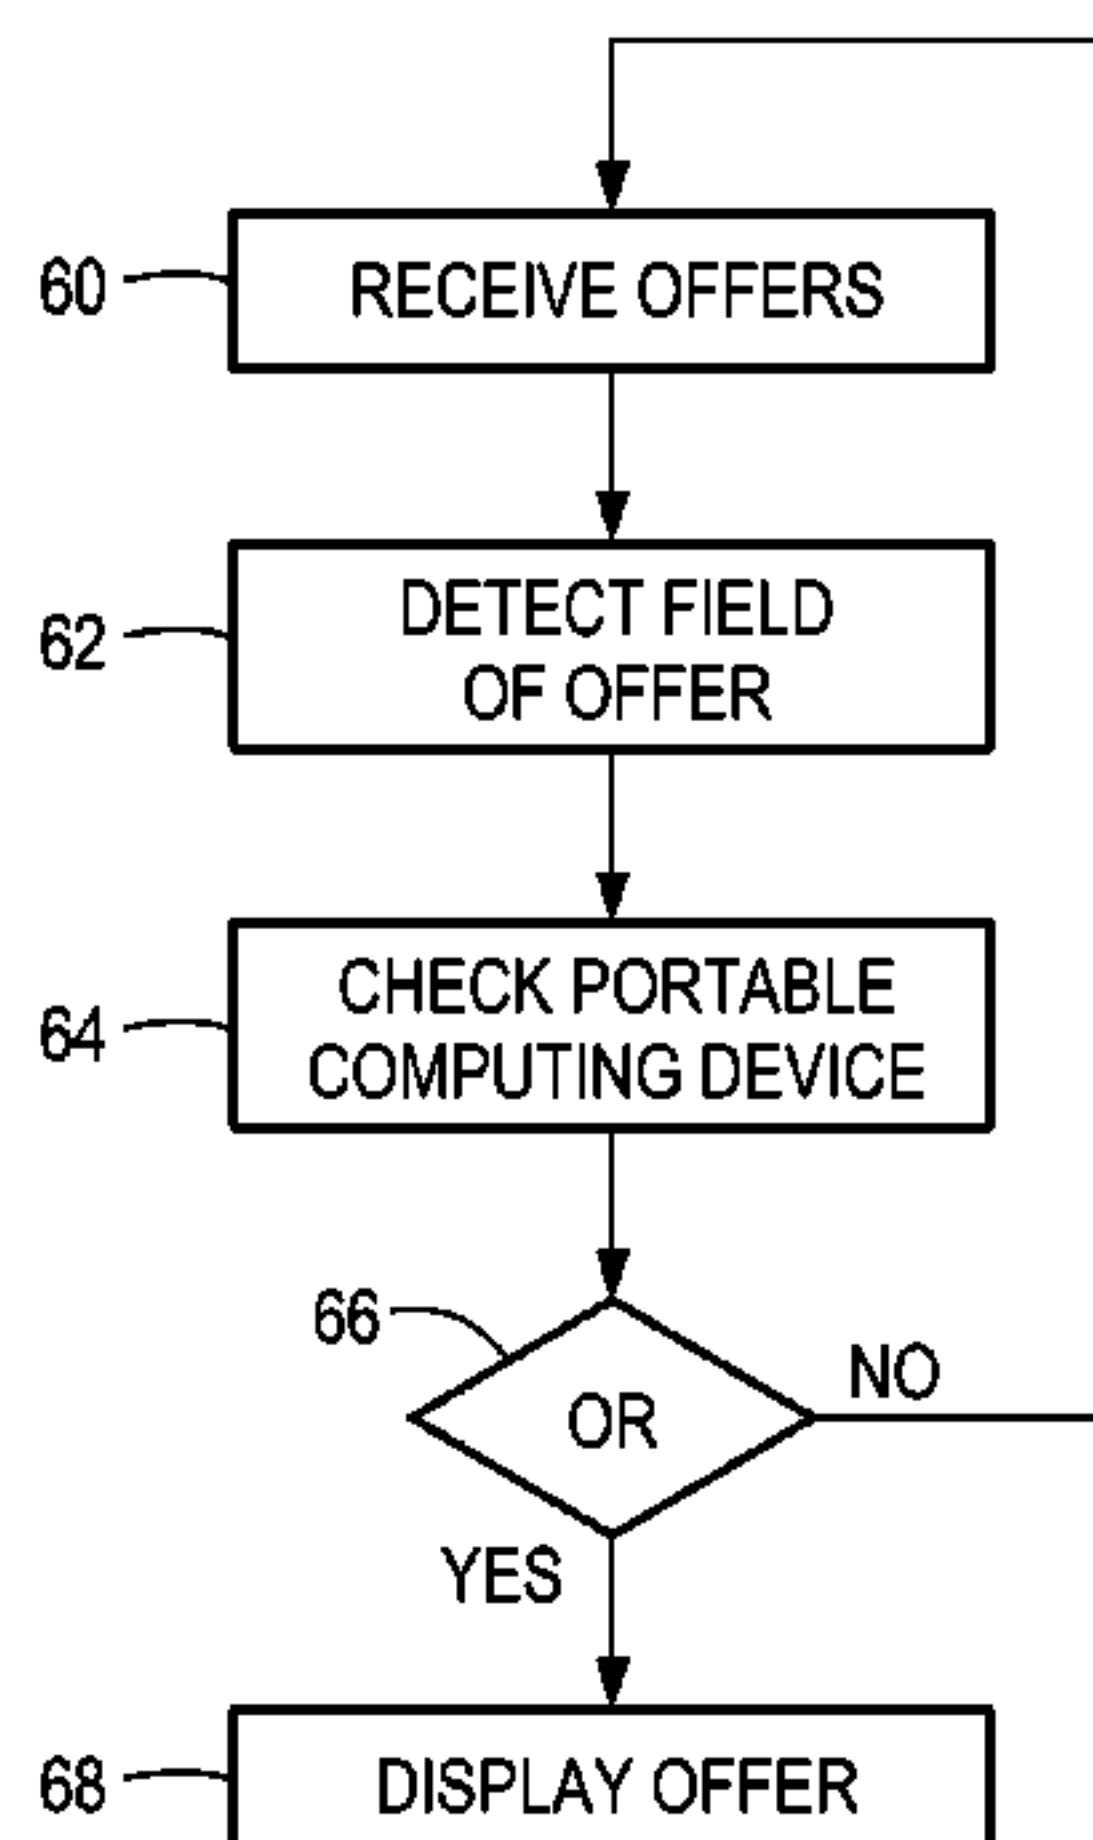 60
RECEIVE OFFERS
62
DETECT FIELD
OF OFFER
64
CHECK PORTABLE
COMPUTING DEVICE
66
OR
NO
YES
68
DISPLAY OFFER